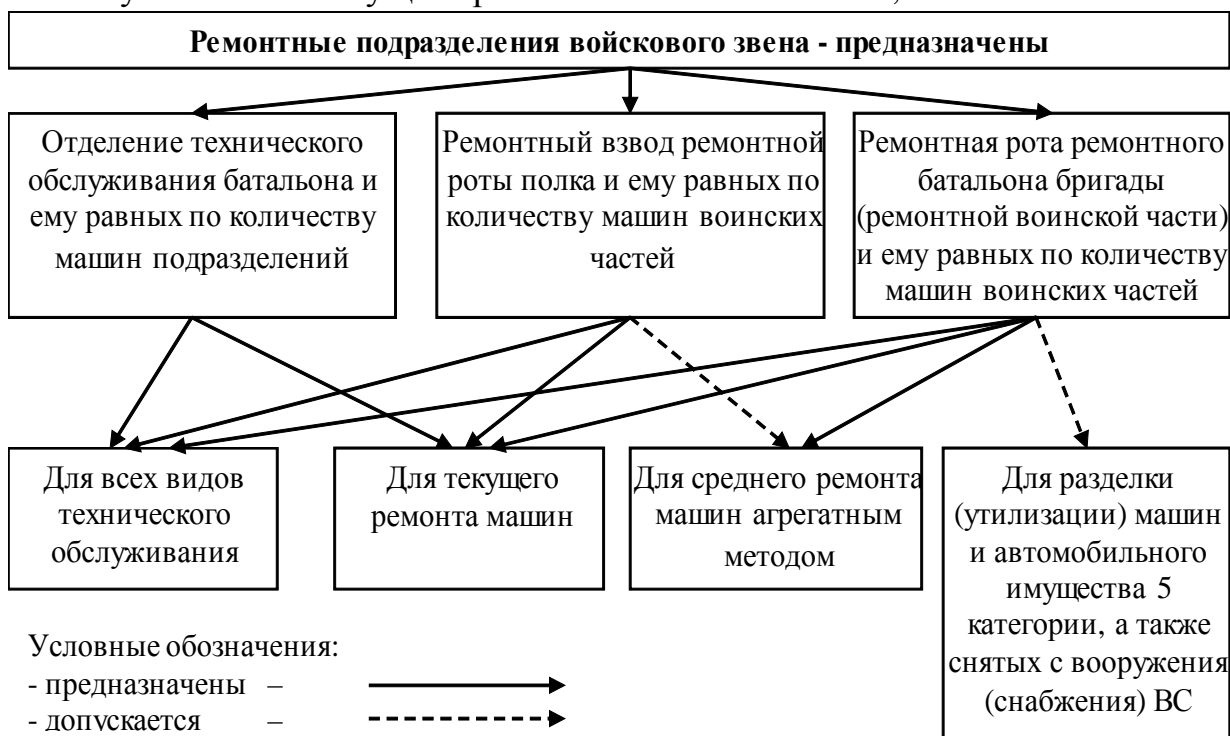 Ремонтные подразделения войскового звена - предназначены
Отделение технического
обслуживания батальона и
ему равных по количеству
машин подразделений
Ремонтный взвод ремонтной
роты полка и ему равных по
количеству машин воинских
частей
Ремонтная рота ремонтного
батальона бригады
(ремонтной воинской части)
и ему равных по количеству
машин воинских частей
Для всех видов
технического
обслуживания
Для текущего
ремонта машин
Для среднего ремонта
машин агрегатным
методом
Для разделки
(утилизации) машин
и автомобильного
имущества 5
категории, а также
снятых с вооружения
(снабжения) ВС
Условные обозначения:
- предназначены –
- допускается –